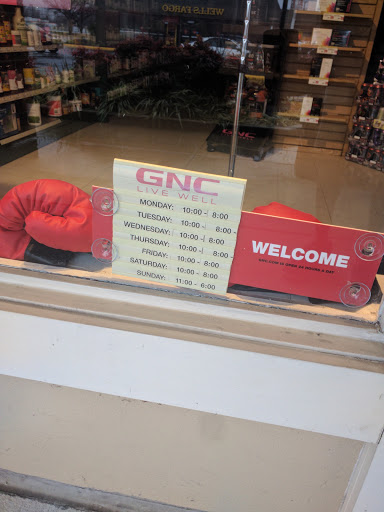 WELLS FARGO
GNC
LIVE WELL
MONDAY: 10:00 - 8:00
TUESDAY: 10:00 - 8:00
WEDNESDAY: 10:00 - 8:00
THURSDAY: 10:00 - 8:00
FRIDAY: 10:00 - 8:00
SATURDAY: 10:00 - 8:00
SUNDAY: 11:00 - 6:00
WELCOME